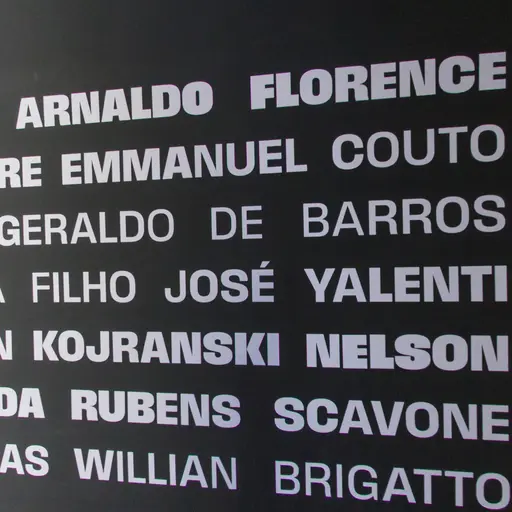 ARNALDO FLORENCE
RE EMMANUEL COUTO
GERALDO DE BARROS
A FILHO JOSÉ YALENTI
N KOJRANSKI NELSON
DA RUBENS SCAVONE
AS WILLIAN BRIGATTO